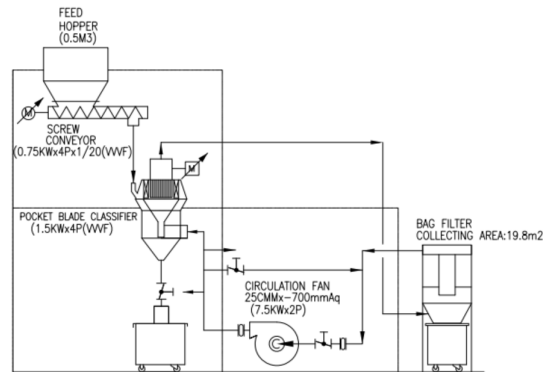 FEED
HOPPER
(0.5M3)
M
SCREW
CONVEYOR
(0.75KWx4Px1/20(VVVF)
M
POCKET BLADE CLASSIFIER
(1.5KWx4P(VVVF)
BAG FILTER
COLLECTING AREA:19.8m2
CIRCULATION FAN
25CMMx-700mmAq
(7.5KWx2P)